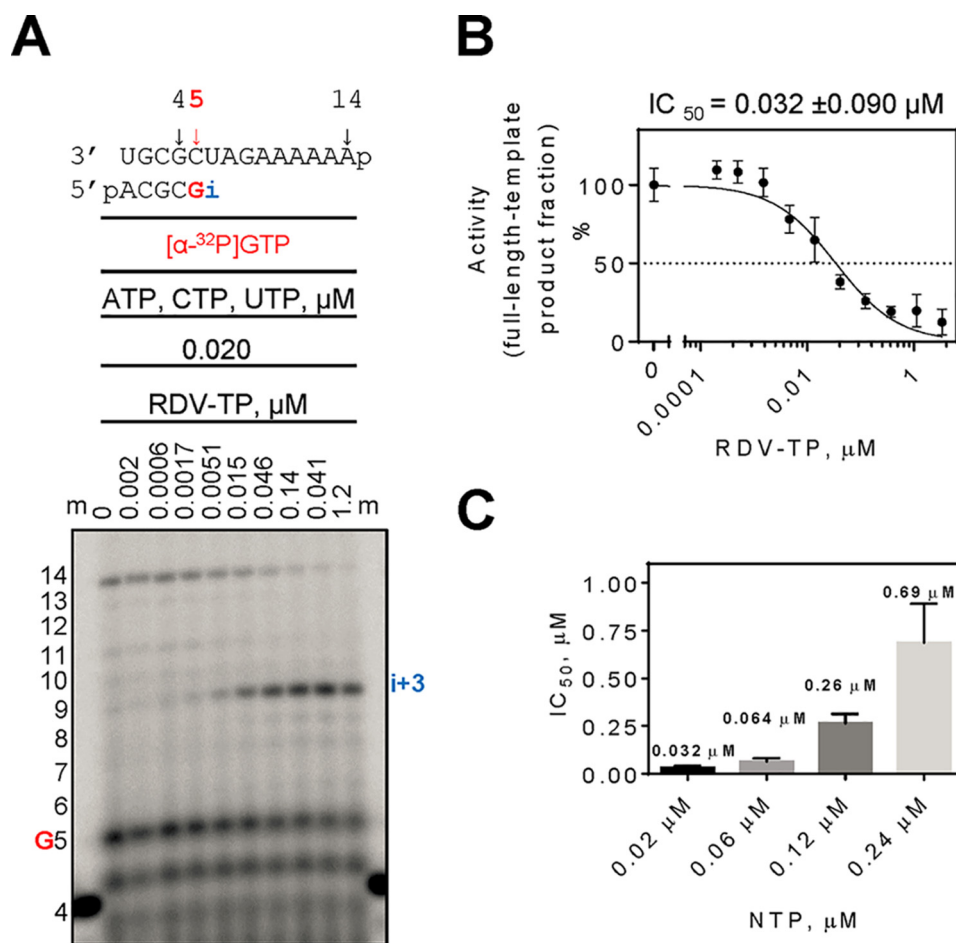 A
4 5 14
3' UGCGCUAGAAAAAAp
5'pACGCGi
[α-³²P]GTP
ATP, CTP, UTP, µM
0.020
RDV-TP, µM
m 0 0.002 0.0006 0.0017 0.0051 0.015 0.046 0.14 0.041 1.2 m
14
13
12
11
10
9
8
7
6
G5
4
i+3
B
IC 50 = 0.032 ±0.090 µM
Activity
(full-length-template
product fraction)
%
100
50
0
0 0.0001 0.01 1
RDV-TP, µM
C
IC50, µM
1.00
0.75
0.50
0.25
0.00
0.032 µM
0.064 µM
0.26 µM
0.69 µM
0.02 µM 0.06 µM 0.12 µM 0.24 µM
NTP, µM